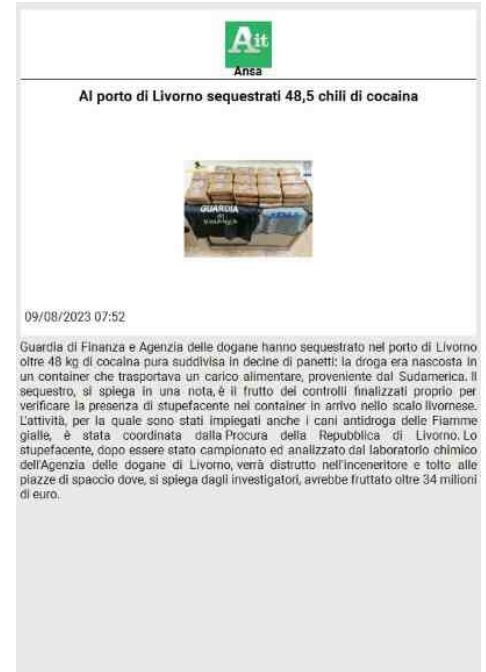 Ait
Ansa
Al porto di Livorno sequestrati 48,5 chili di cocaina
GUARDIA
09/08/2023 07:52
Guardia di Finanza e Agenzia delle dogane hanno sequestrato nel porto di Livorno
oltre 48 kg di cocaina pura suddivisa in decine di panetti: la droga era nascosta in
un container che trasportava un carico alimentare, proveniente dal Sudamerica. Il
sequestro, si spiega in una nota, è il frutto dei controlli finalizzati proprio per
verificare la presenza di stupefacente nei container in arrivo nello scalo livornese.
L'attività, per la quale sono stati impiegati anche i cani antidroga delle Fiamme
gialle, è stata coordinata dalla Procura della Repubblica di Livorno. Lo
stupefacente, dopo essere stato campionato ed analizzato dal laboratorio chimico
dell'Agenzia delle dogane di Livorno, verrà distrutto nell'inceneritore e tolto alle
piazze di spaccio dove, si spiega dagli investigatori, avrebbe fruttato oltre 34 milioni
di euro.